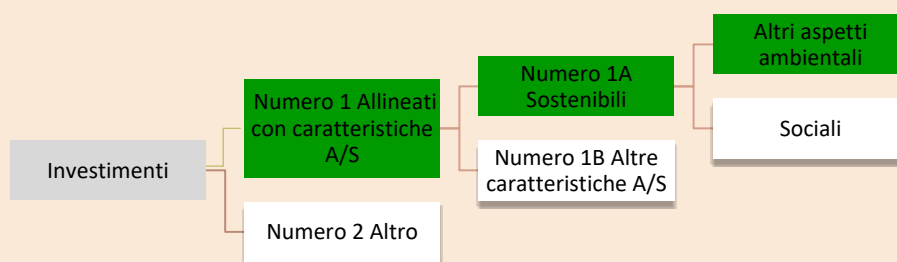 Investimenti
Numero 1 Allineati
con caratteristiche
A/S
Numero 2 Altro
Numero 1A
Sostenibili
Numero 1B Altre
caratteristiche A/S
Altri aspetti
ambientali
Sociali